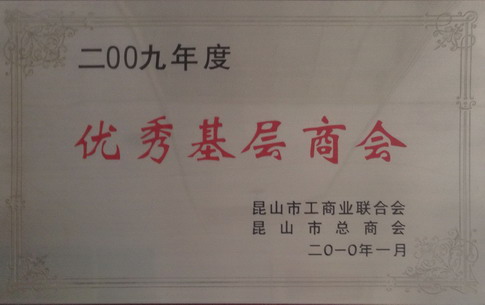 二00九年度
优秀基层商会
昆山市工商业联合会
昆山市总商会
二0一0年一月